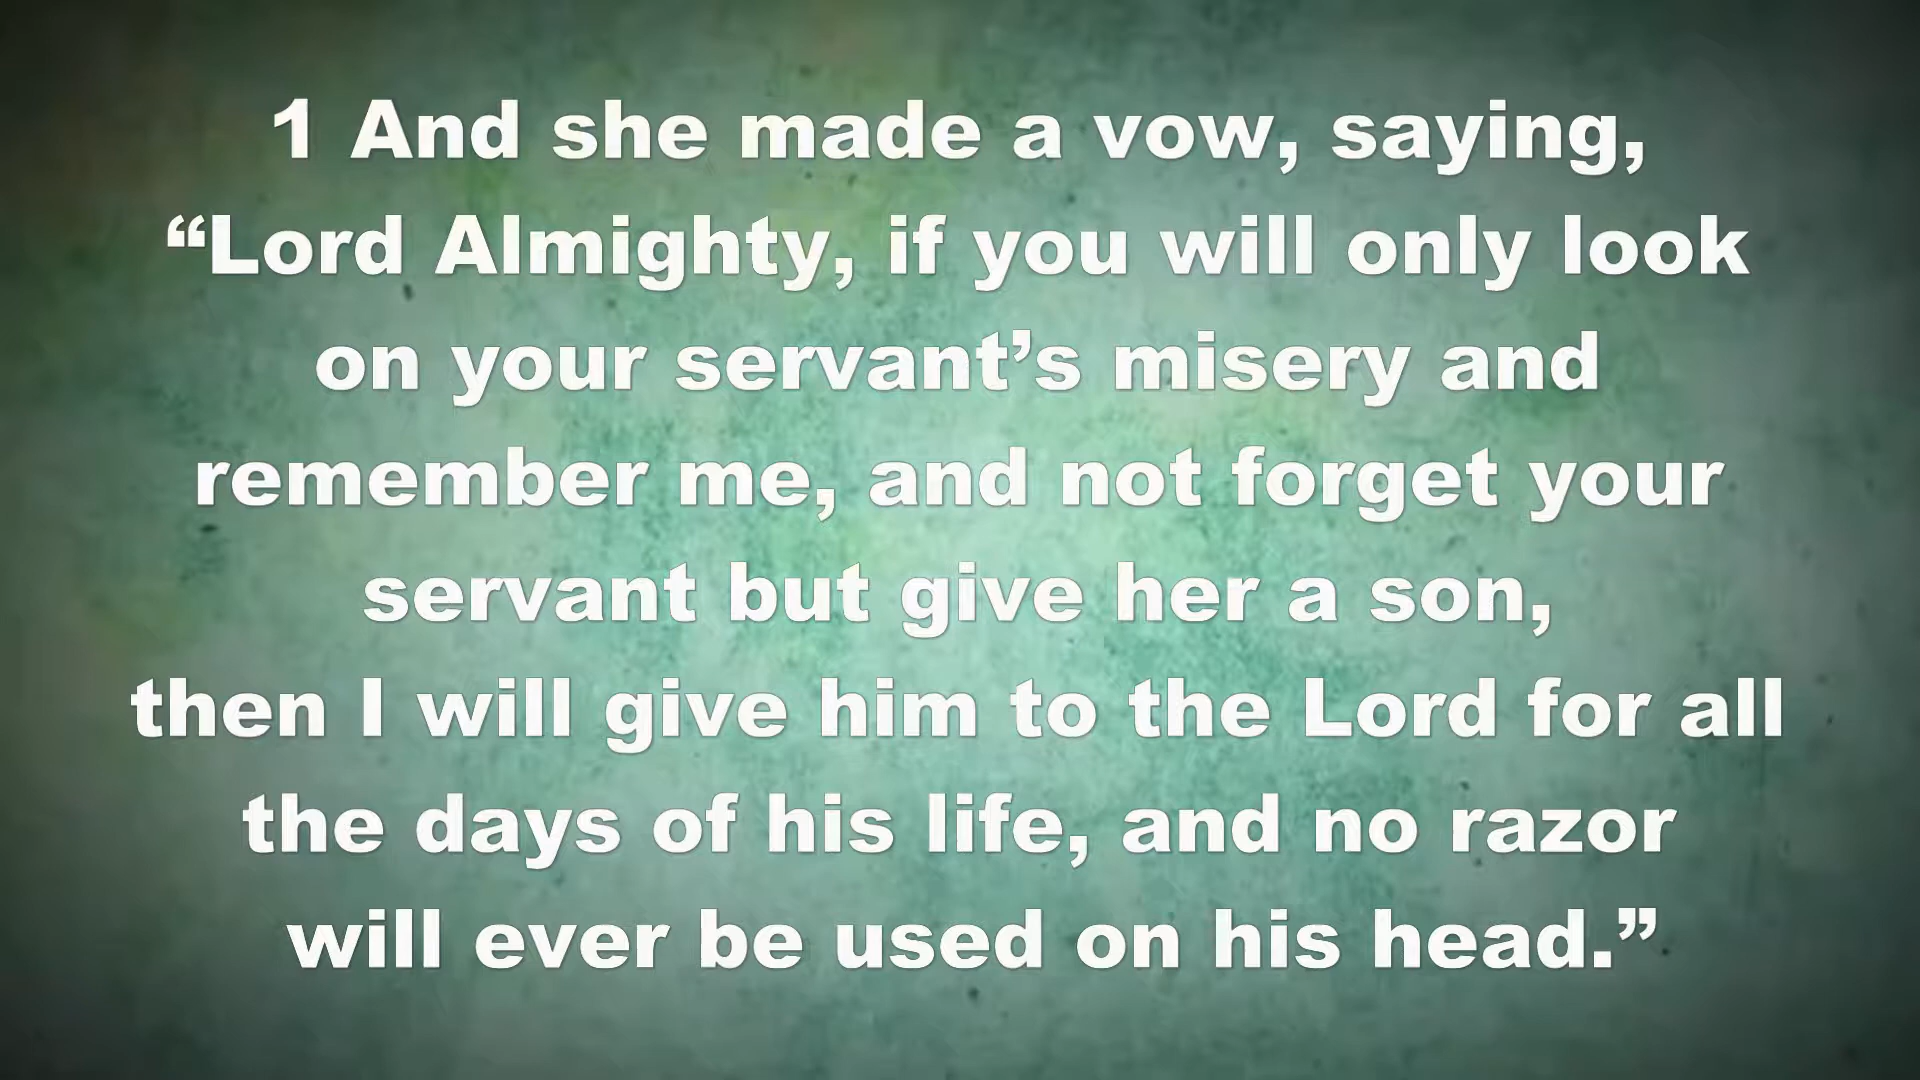 1 And she made a vow, saying,
“Lord Almighty, if you will only look
on your servant’s misery and
remember me, and not forget your
servant but give her a son,
then I will give him to the Lord for all
the days of his life, and no razor
will ever be used on his head.”